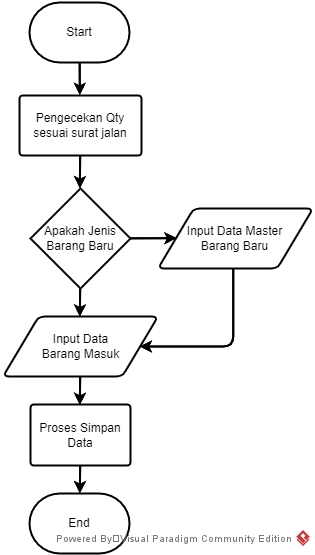 Start
Pengecekan Qty
sesuai surat jalan
Apakah Jenis
Barang Baru
Input Data Master
Barang Baru
Input Data
Barang Masuk
Proses Simpan
Data
End
Powered By Visual Paradigm Community Edition